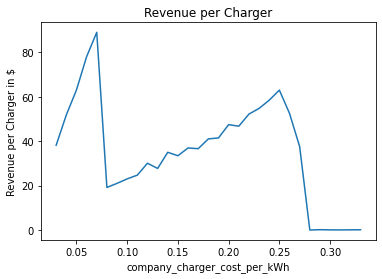 Revenue per Charger
Revenue per Charger in $
80
60
40
20
0
0.05 0.10 0.15 0.20 0.25 0.30
company_charger_cost_per_kWh